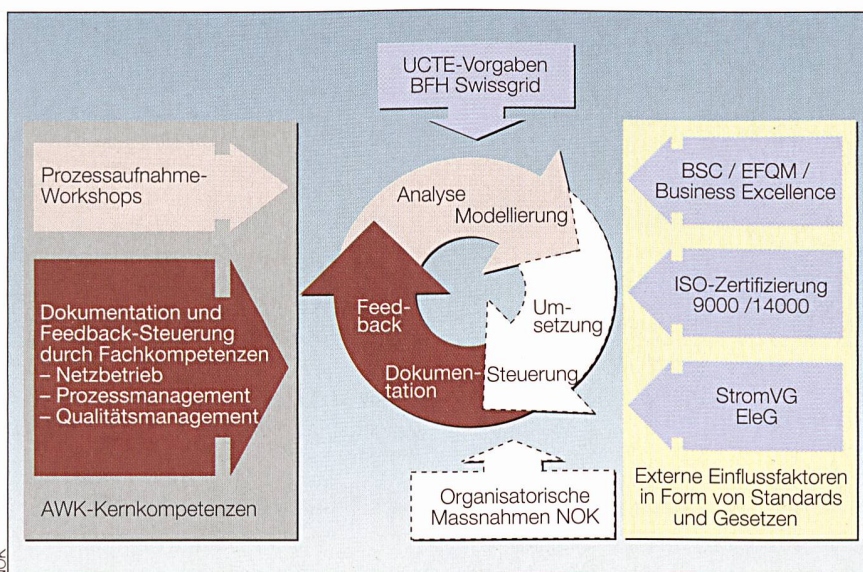 UCTE-Vorgaben
BFH Swissgrid
Prozessaufnahme-
Workshops
Dokumentation und
Feedback-Steuerung
durch Fachkompetenzen
– Netzbetrieb
– Prozessmanagement
– Qualitätsmanagement
AWK-Kernkompetenzen
Analyse
Modellierung
Um-
setzung
Steuerung
Dokumen-
tation
Feed-
back
Organisatorische
Massnahmen NOK
BSC / EFQM /
Business Excellence
ISO-Zertifizierung
9000 /14000
StromVG
EleG
Externe Einflussfaktoren
in Form von Standards
und Gesetzen
NOK